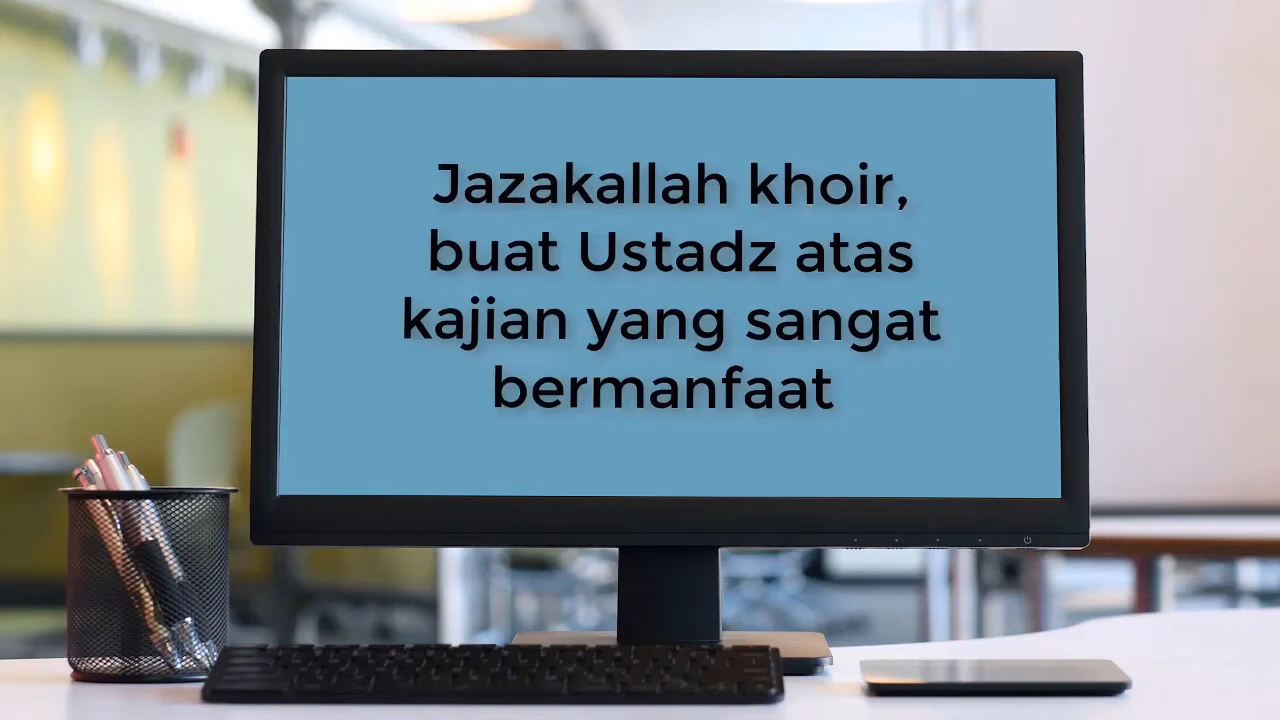 Jazakallah khoir,
buat Ustadz atas
kajian yang sangat
bermanfaat